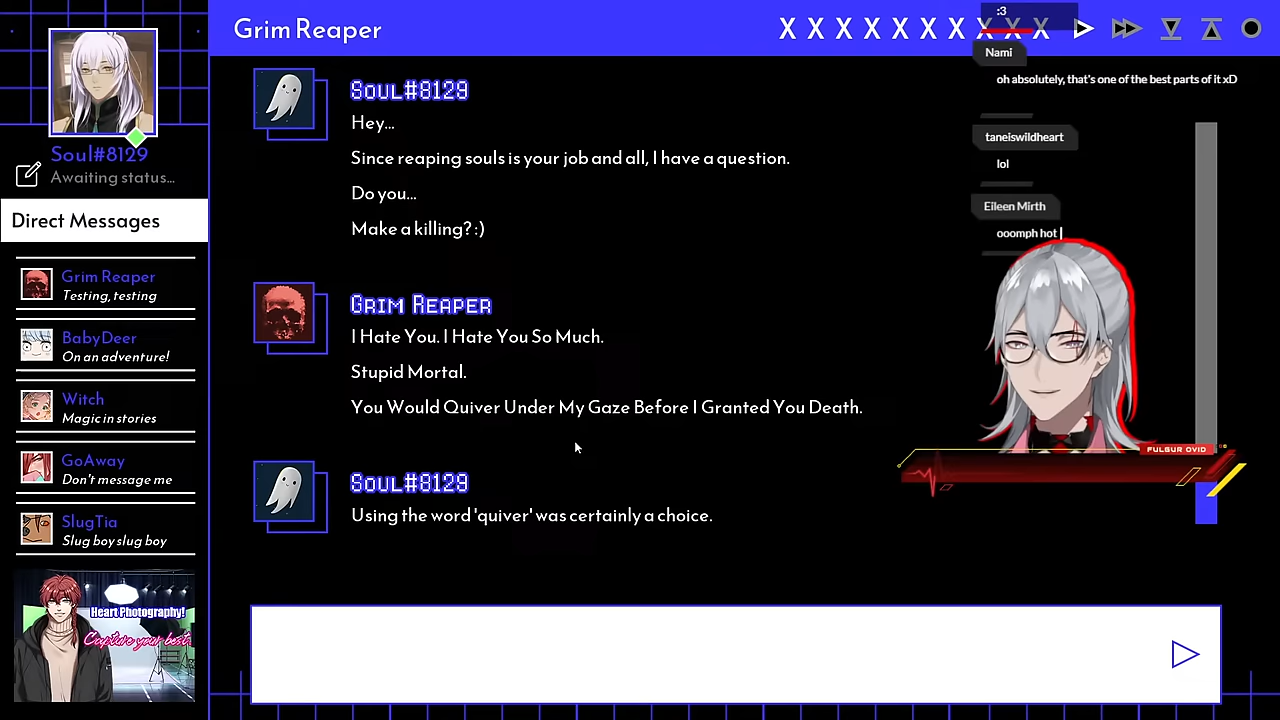 Grim Reaper
X X X X X X X X X X
Soul#8129
Awaiting status...
Direct Messages
Grim Reaper
Testing, testing
BabyDeer
On an adventure!
Witch
Magic in stories
GoAway
Don't message me
SlugTia
Slug boy slug boy
Heart Photography!
Capture your best!
Soul#8129
Hey...
Since reaping souls is your job and all, I have a question.
Do you...
Make a killing? :)
Grim Reaper
I Hate You. I Hate You So Much.
Stupid Mortal.
You Would Quiver Under My Gaze Before I Granted You Death.
Soul#8129
Using the word 'quiver' was certainly a choice.
:3
Nami
oh absolutely, that's one of the best parts of it xD
taneiswildheart
lol
Eileen Mirth
ooomph hot
FULGUR OVID